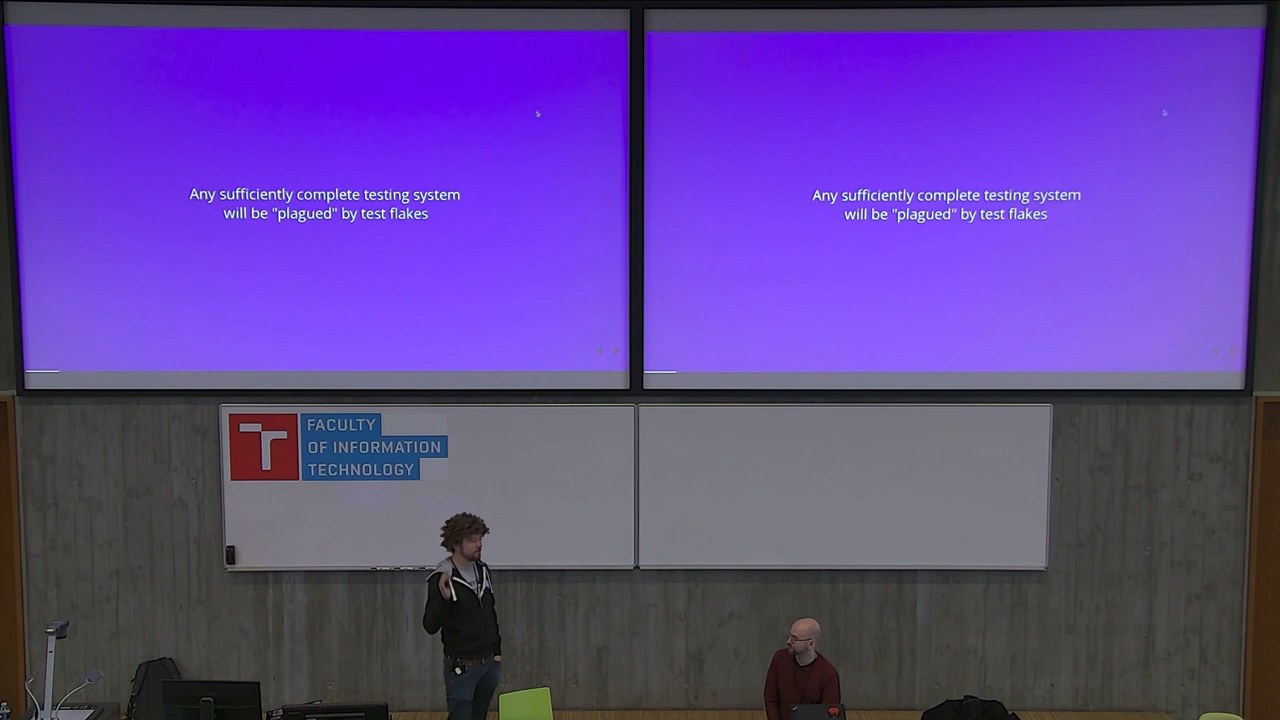 Any sufficiently complete testing system
will be "plagued" by test flakes
Any sufficiently complete testing system
will be "plagued" by test flakes
FACULTY
OF INFORMATION
TECHNOLOGY